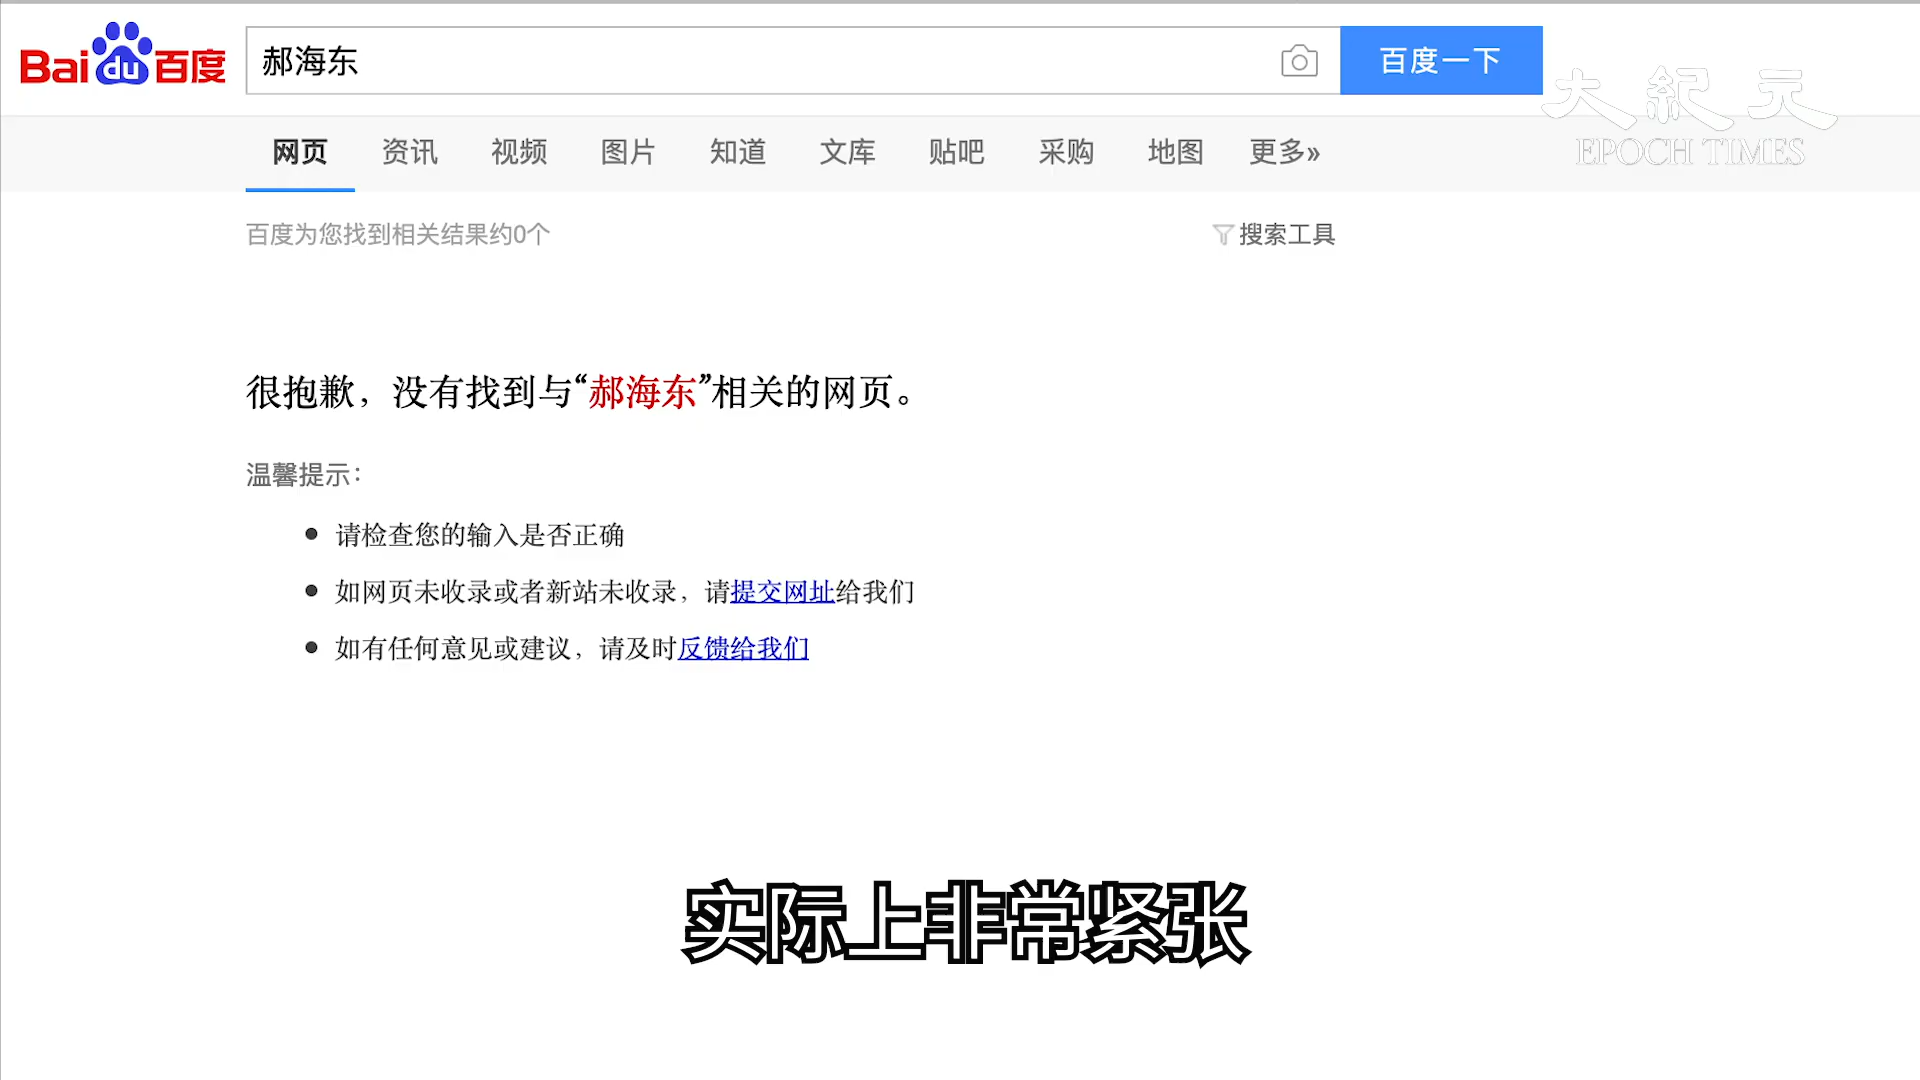 Bai du 百度
郝海东
百度一下
大紀元
EPOCH TIMES
网页 资讯 视频 图片 知道 文库 贴吧 采购 地图 更多»
百度为您找到相关结果约0个
搜索工具
很抱歉，没有找到与“郝海东”相关的网页。
温馨提示：
请检查您的输入是否正确
如网页未收录或者新站未收录，请提交网址给我们
如有任何意见或建议，请及时反馈给我们
实际上非常紧张